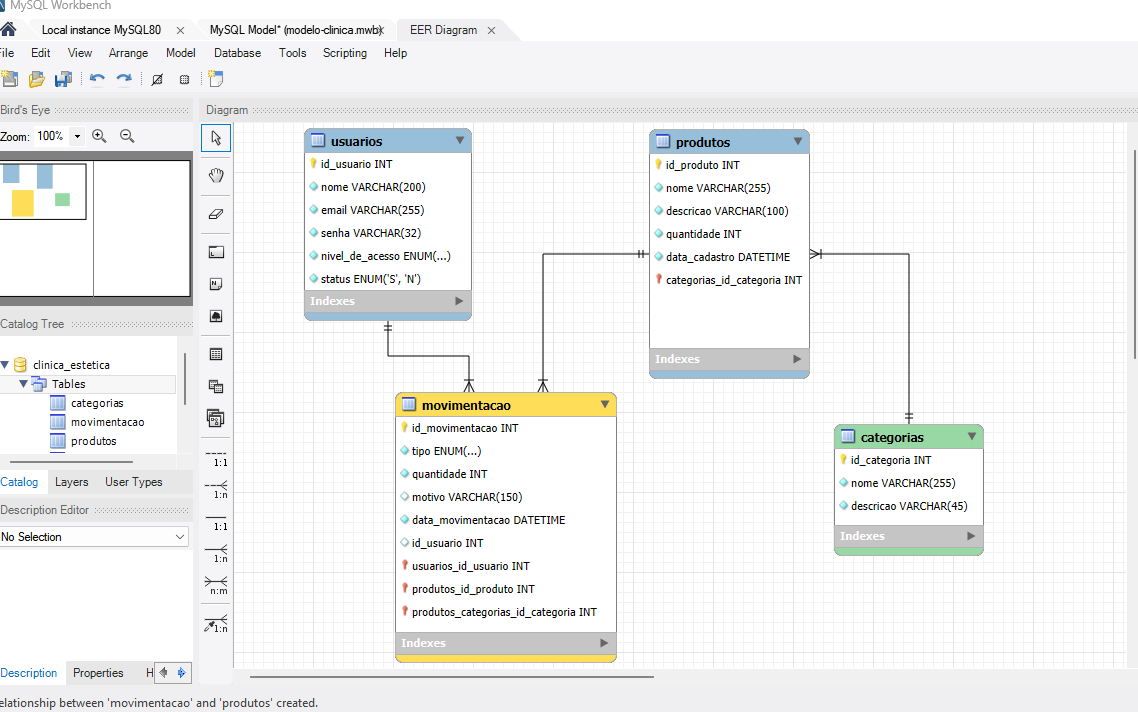 MySQL Workbench
Local instance MySQL80
MySQL Model* (modelo-clinica.mwb)
EER Diagram
File Edit View Arrange Model Database Tools Scripting Help
Bird's Eye
Zoom: 100%
Diagram
usuarios
id_usuario INT
nome VARCHAR(200)
email VARCHAR(255)
senha VARCHAR(32)
nivel_de_acesso ENUM(...)
status ENUM('S', 'N')
Indexes
produtos
id_produto INT
nome VARCHAR(255)
descricao VARCHAR(100)
quantidade INT
data_cadastro DATETIME
categorias_id_categoria INT
Indexes
movimentacao
id_movimentacao INT
tipo ENUM(...)
quantidade INT
motivo VARCHAR(150)
data_movimentacao DATETIME
id_usuario INT
usuarios_id_usuario INT
produtos_id_produto INT
produtos_categorias_id_categoria INT
Indexes
categorias
id_categoria INT
nome VARCHAR(255)
descricao VARCHAR(45)
Indexes
1:1
1:n
1:1
1:n
n:m
1:n
Catalog Tree
clinica_estetica
Tables
categorias
movimentacao
produtos
Catalog Layers User Types
Description Editor
No Selection
Description Properties H
elationship between 'movimentacao' and 'produtos' created.